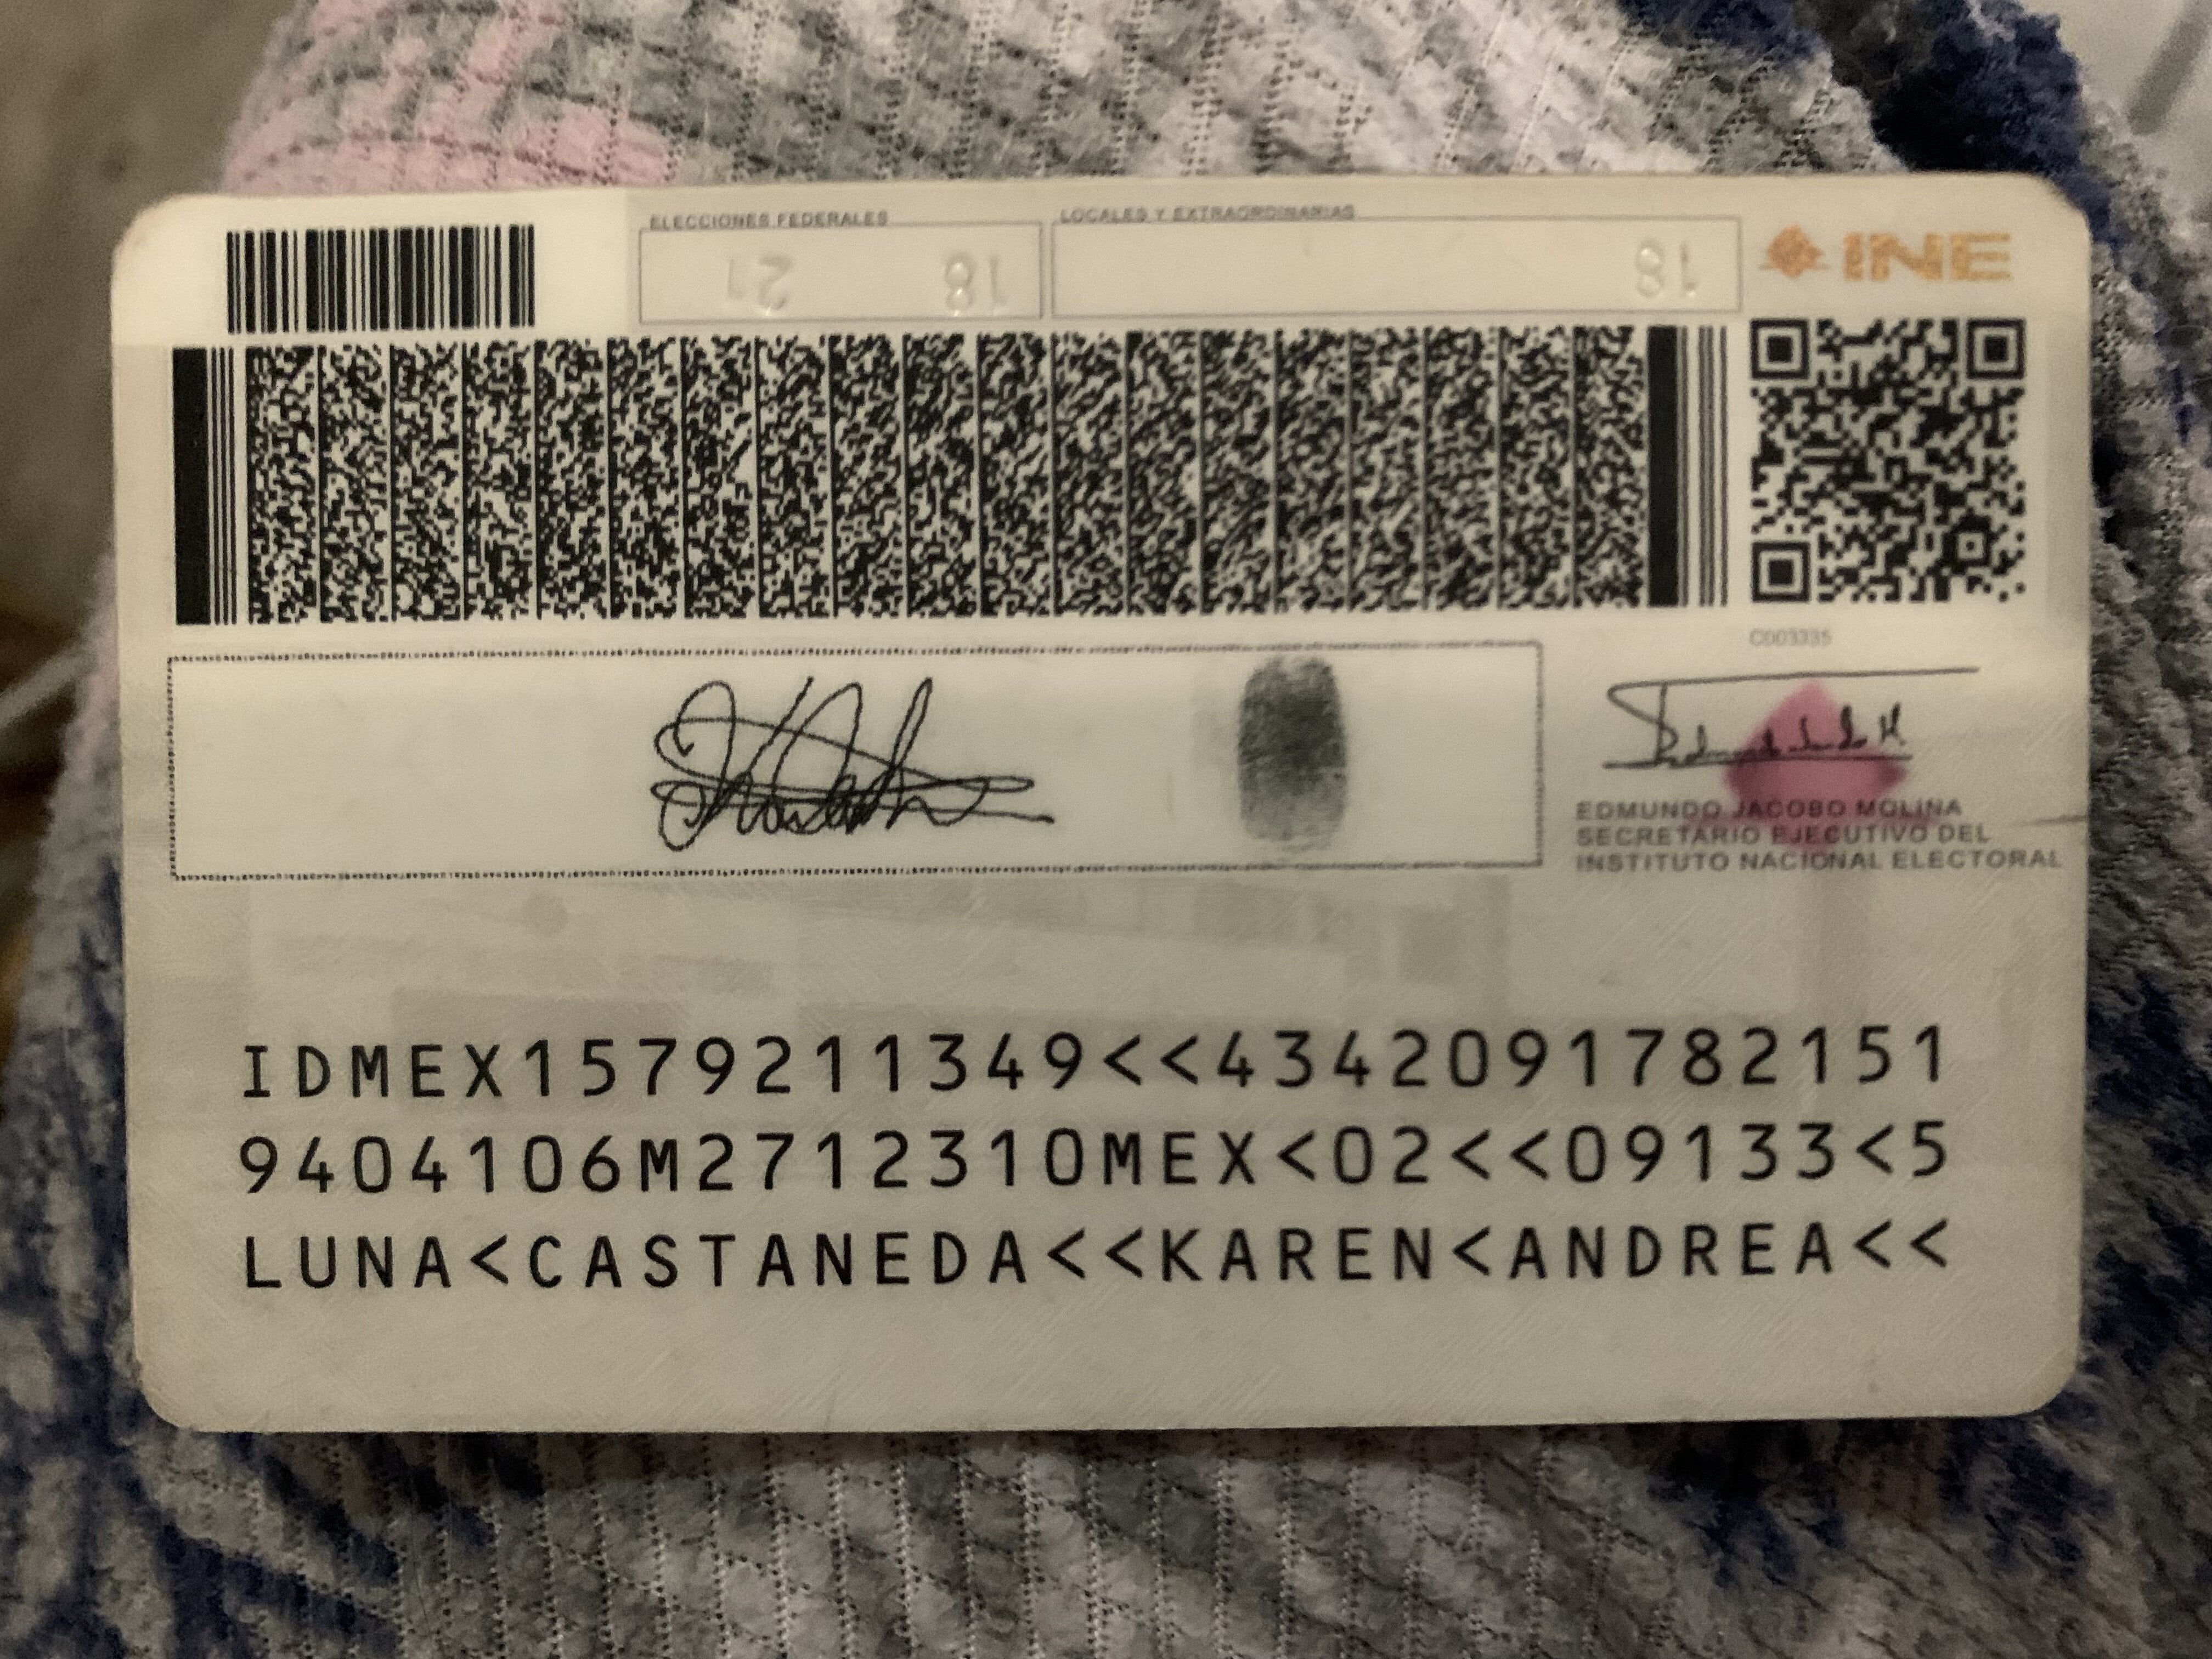 ELECCIONES FEDERALES
LOCALES Y EXTRAORDINARIAS
21 18
18
INE
C003335
EDMUNDO JACOBO MOLINA
SECRETARIO EJECUTIVO DEL
INSTITUTO NACIONAL ELECTORAL
IDMEX1579211349<<4342091782151
9404106M2712310MEX<02<<09133<5
LUNA<CASTANEDA<<KAREN<ANDREA<<